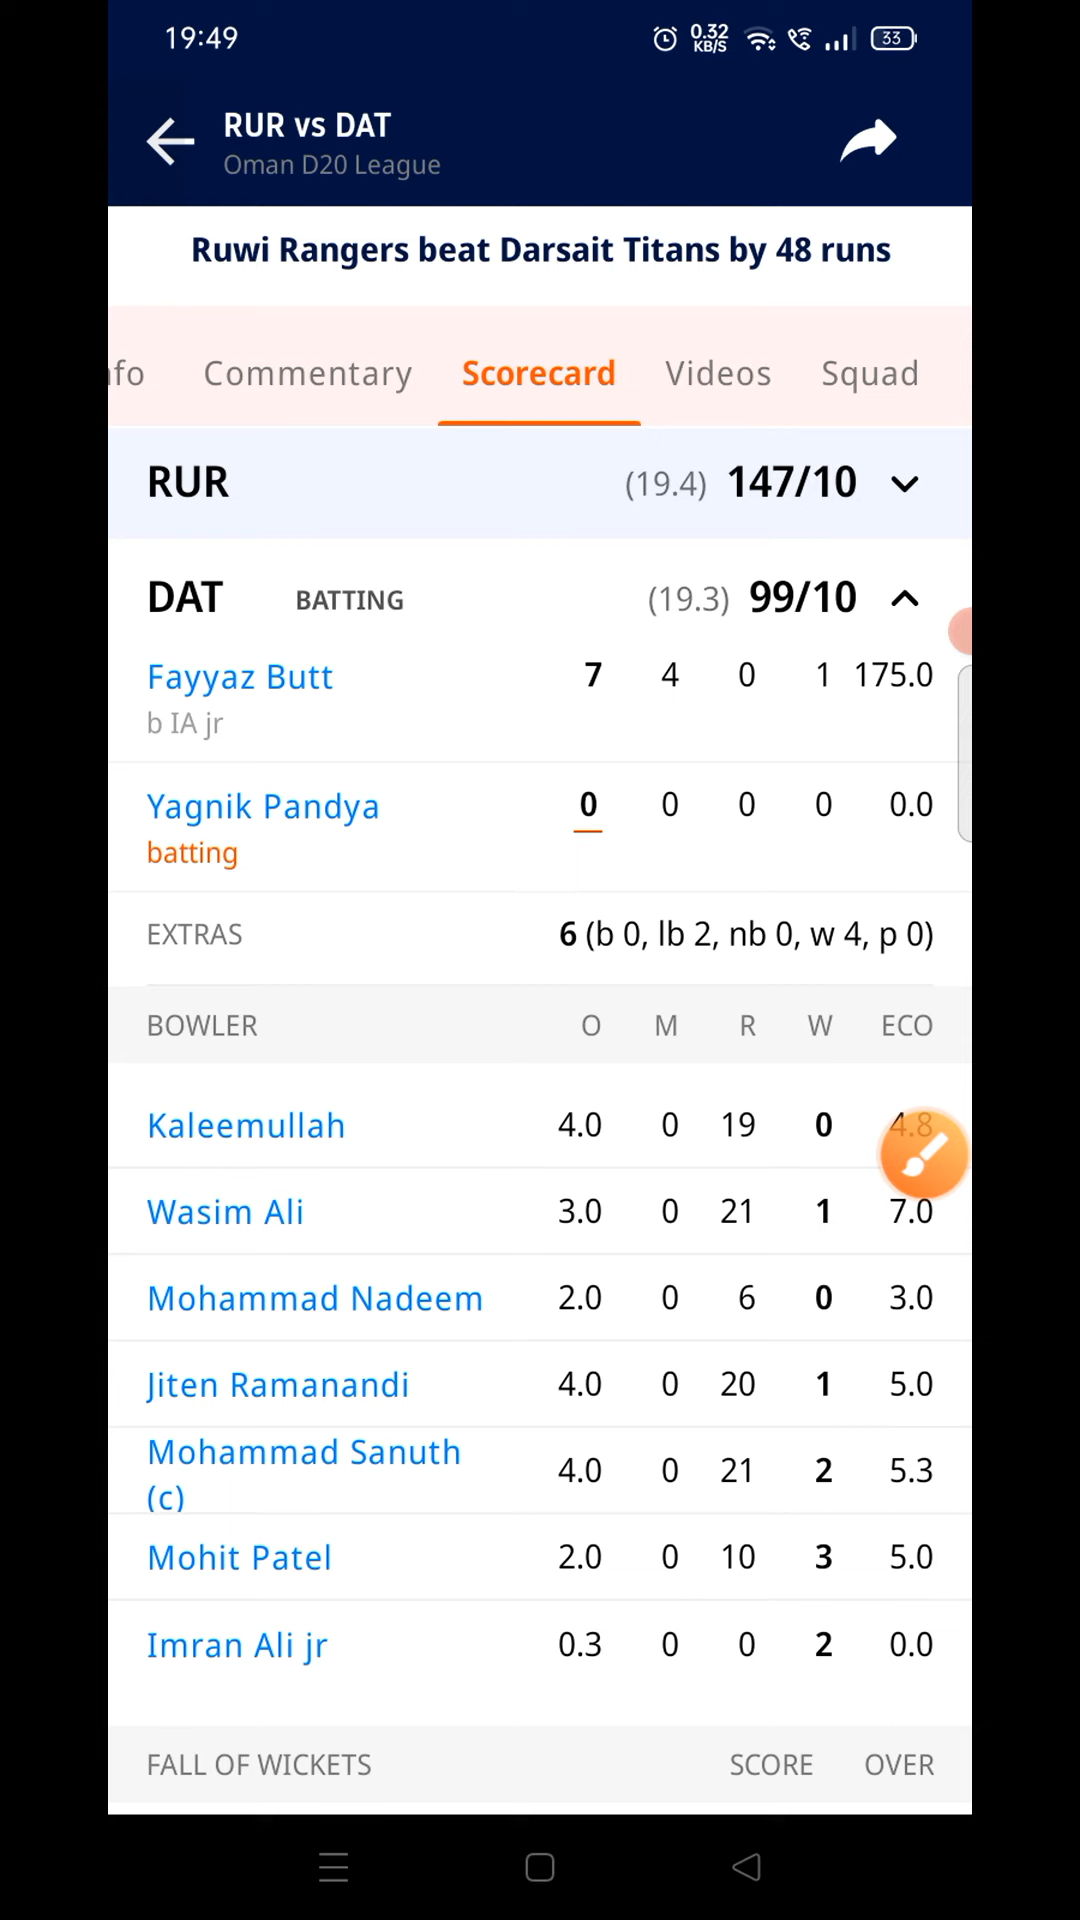 19:49 0.32 KB/S 33
RUR vs DAT
Oman D20 League
Ruwi Rangers beat Darsait Titans by 48 runs
nfo Commentary Scorecard Videos Squad
RUR (19.4) 147/10
DAT BATTING (19.3) 99/10
Fayyaz Butt 7 4 0 1 175.0
b IA jr
Yagnik Pandya 0 0 0 0 0.0
batting
EXTRAS 6 (b 0, lb 2, nb 0, w 4, p 0)
BOWLER O M R W ECO
Kaleemullah 4.0 0 19 0 4.8
Wasim Ali 3.0 0 21 1 7.0
Mohammad Nadeem 2.0 0 6 0 3.0
Jiten Ramanandi 4.0 0 20 1 5.0
Mohammad Sanuth
(c) 4.0 0 21 2 5.3
Mohit Patel 2.0 0 10 3 5.0
Imran Ali jr 0.3 0 0 2 0.0
FALL OF WICKETS SCORE OVER